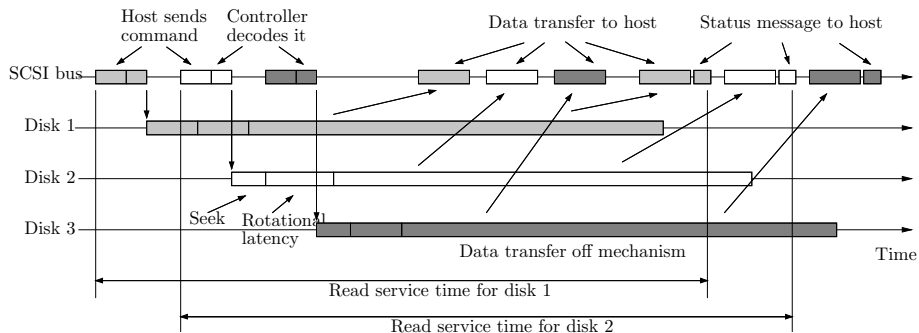 Host sends
command
Controller
decodes it
Data transfer to host
Status message to host
SCSI bus
Disk 1
Disk 2
Seek
Rotational
latency
Disk 3
Data transfer off mechanism
Time
Read service time for disk 1
Read service time for disk 2